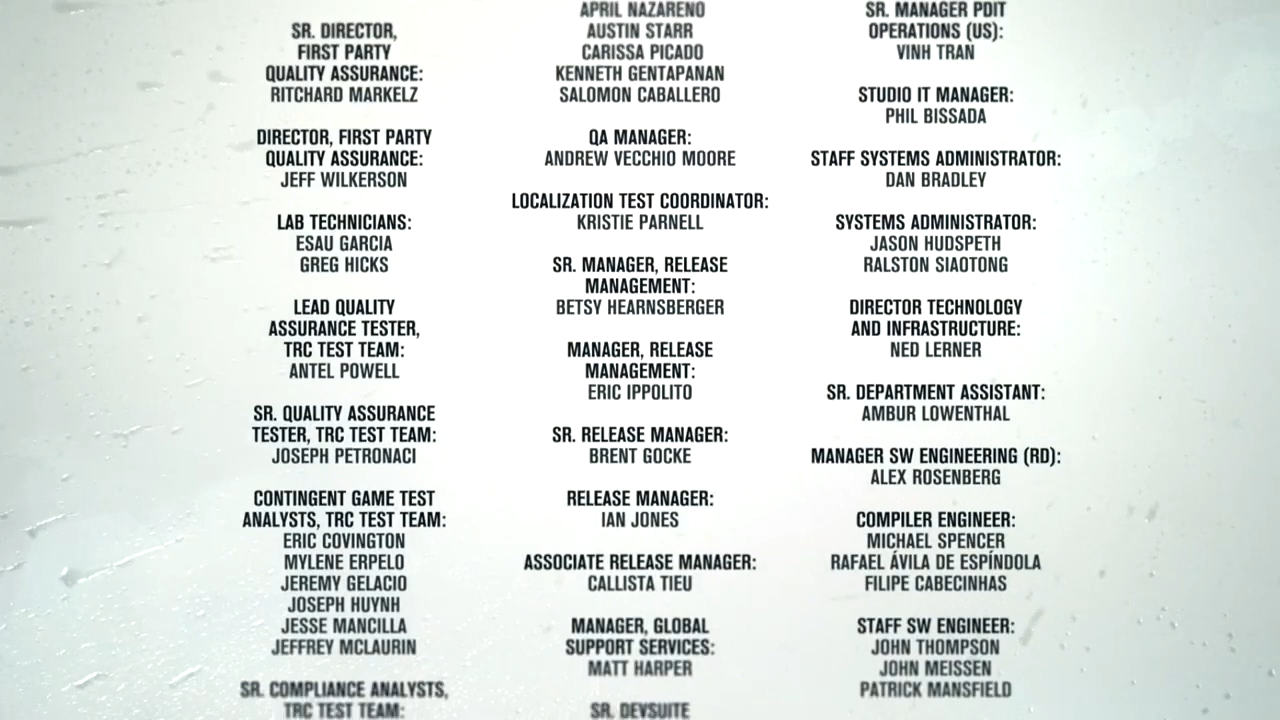 SR. DIRECTOR,
FIRST PARTY
QUALITY ASSURANCE:
RITCHARD MARKELZ
DIRECTOR, FIRST PARTY
QUALITY ASSURANCE:
JEFF WILKERSON
LAB TECHNICIANS:
ESAU GARCIA
GREG HICKS
LEAD QUALITY
ASSURANCE TESTER,
TRC TEST TEAM:
ANTEL POWELL
SR. QUALITY ASSURANCE
TESTER, TRC TEST TEAM:
JOSEPH PETRONACI
CONTINGENT GAME TEST
ANALYSTS, TRC TEST TEAM:
ERIC COVINGTON
MYLENE ERPELO
JEREMY GELACIO
JOSEPH HUYNH
JESSE MANCILLA
JEFFREY MCLAURIN
SR. COMPLIANCE ANALYSTS,
TRC TEST TEAM:
APRIL NAZARENO
AUSTIN STARR
CARISSA PICADO
KENNETH GENTAPANAN
SALOMON CABALLERO
QA MANAGER:
ANDREW VECCHIO MOORE
LOCALIZATION TEST COORDINATOR:
KRISTIE PARNELL
SR. MANAGER, RELEASE
MANAGEMENT:
BETSY HEARNSBERGER
MANAGER, RELEASE
MANAGEMENT:
ERIC IPPOLITO
SR. RELEASE MANAGER:
BRENT GOCKE
RELEASE MANAGER:
IAN JONES
ASSOCIATE RELEASE MANAGER:
CALLISTA TIEU
MANAGER, GLOBAL
SUPPORT SERVICES:
MATT HARPER
SR. DEVSUITE
SR. MANAGER PDIT
OPERATIONS (US):
VINH TRAN
STUDIO IT MANAGER:
PHIL BISSADA
STAFF SYSTEMS ADMINISTRATOR:
DAN BRADLEY
SYSTEMS ADMINISTRATOR:
JASON HUDSPETH
RALSTON SIAOTONG
DIRECTOR TECHNOLOGY
AND INFRASTRUCTURE:
NED LERNER
SR. DEPARTMENT ASSISTANT:
AMBUR LOWENTHAL
MANAGER SW ENGINEERING (RD):
ALEX ROSENBERG
COMPILER ENGINEER:
MICHAEL SPENCER
RAFAEL ÁVILA DE ESPÍNDOLA
FILIPE CABECINHAS
STAFF SW ENGINEER:
JOHN THOMPSON
JOHN MEISSEN
PATRICK MANSFIELD